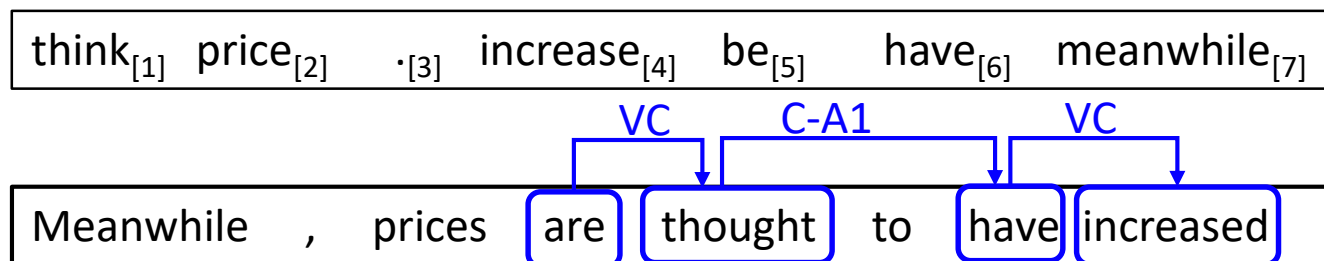 think[1] price[2] .[3] increase[4] be[5] have[6] meanwhile[7]
VC C-A1 VC
Meanwhile , prices are thought to have increased